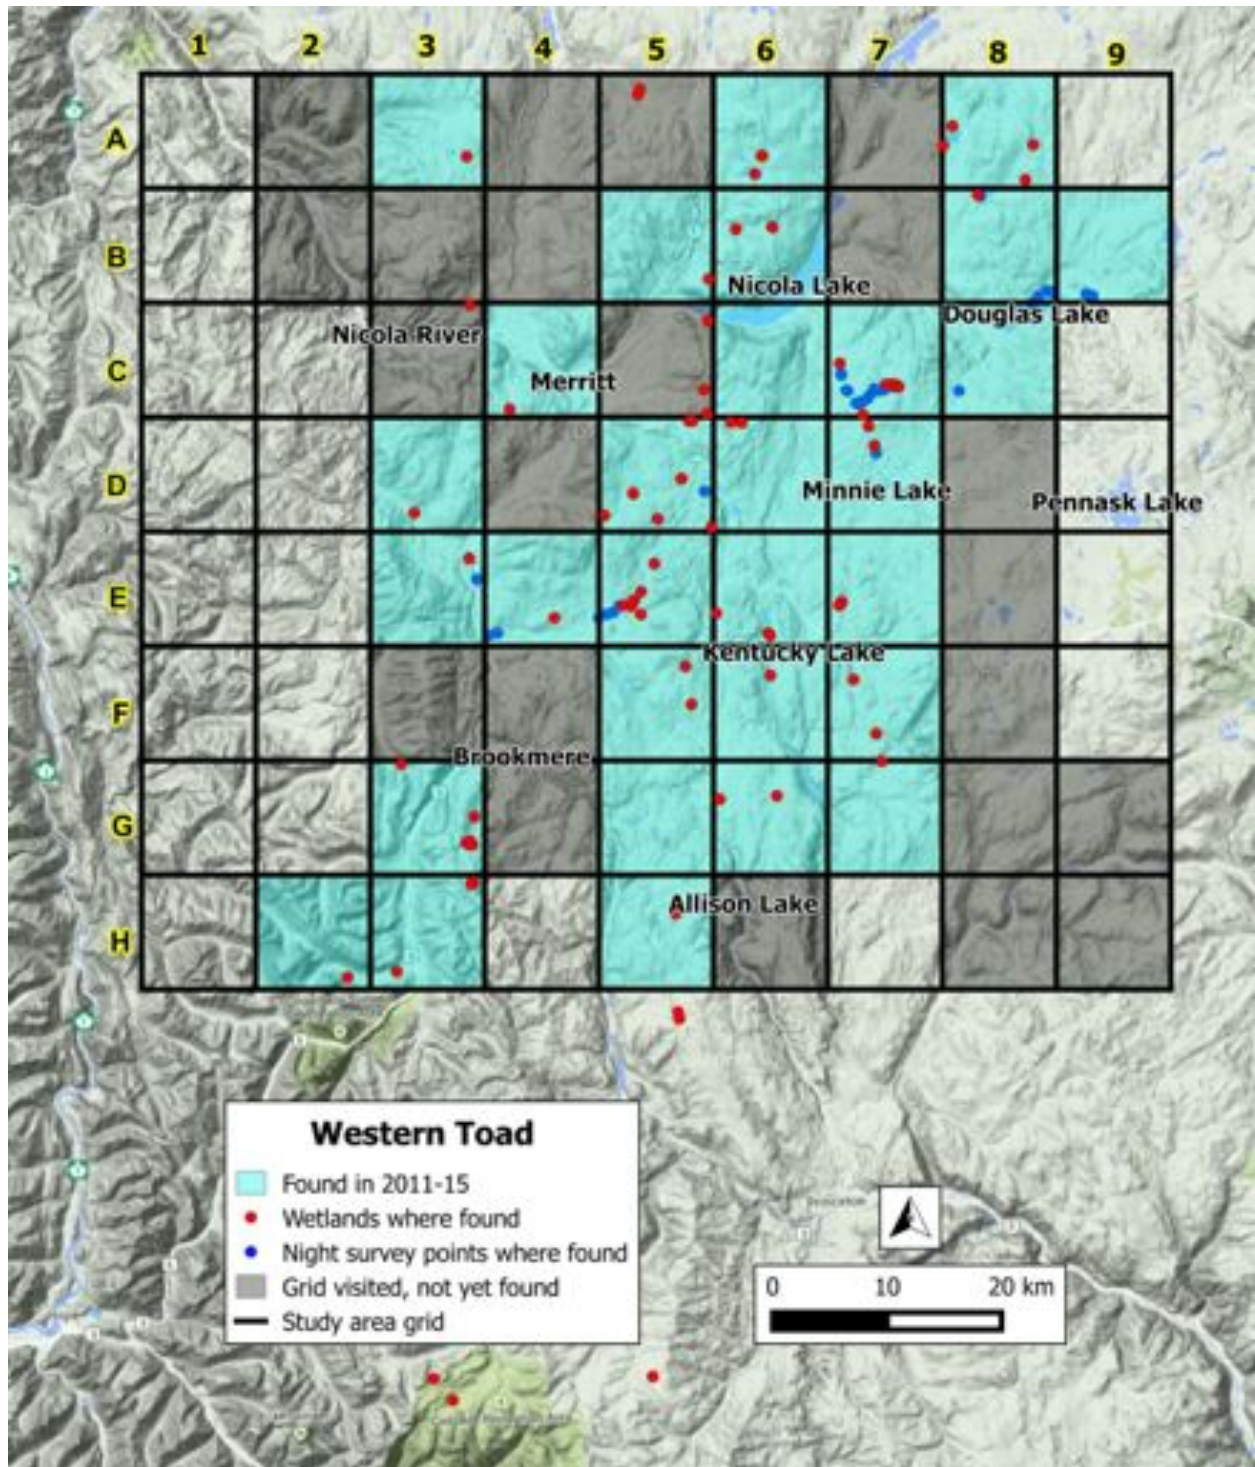 1 2 3 4 5 6 7 8 9
A
B
Nicola Lake
Douglas Lake
Nicola River
C
Merritt
D
Minnie Lake
Pennask Lake
E
Kentucky Lake
F
Brookmere
G
Allison Lake
H
Western Toad
Found in 2011-15
Wetlands where found
Night survey points where found
Grid visited, not yet found
Study area grid
Princeton
0 10 20 km